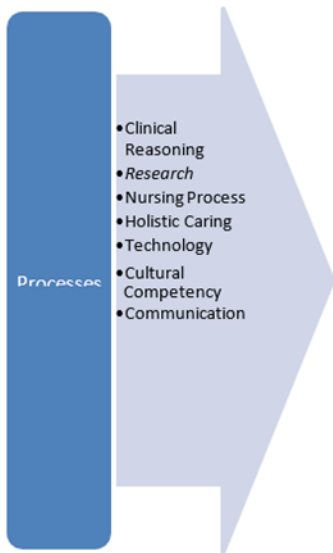 Processes
•Clinical
Reasoning
•Research
•Nursing Process
•Holistic Caring
•Technology
•Cultural
Competency
•Communication